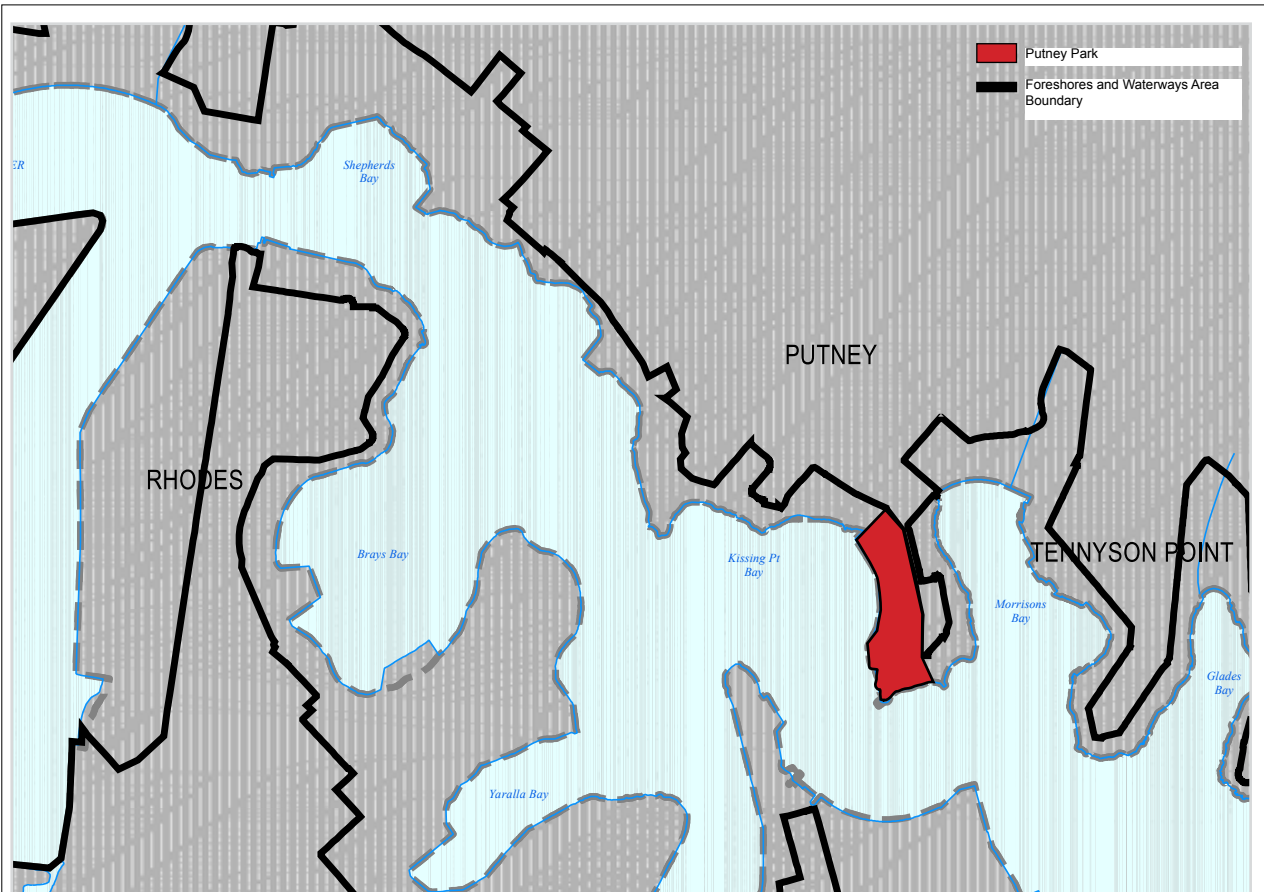 Putney Park
Foreshores and Waterways Area
Boundary
ER
Shepherds
Bay
PUTNEY
RHODES
Brays Bay
Kissing Pt
Bay
TENNYSON POINT
Morrisons
Bay
Glades
Bay
Yaralla Bay